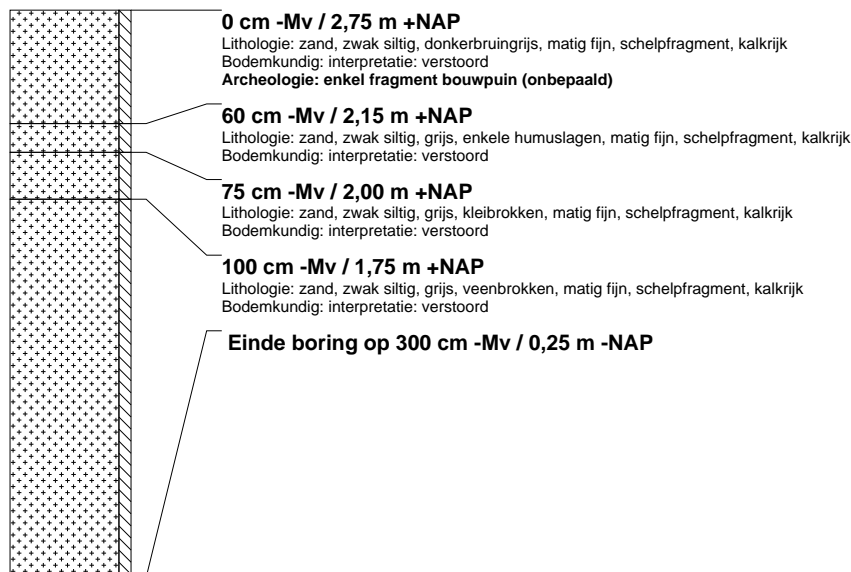 0 cm -Mv / 2,75 m +NAP
Lithologie: zand, zwak siltig, donkerbruingrijs, matig fijn, schelpfragment, kalkrijk
Bodemkundig: interpretatie: verstoord
Archeologie: enkel fragment bouwpuin (onbepaald)
60 cm -Mv / 2,15 m +NAP
Lithologie: zand, zwak siltig, grijs, enkele humuslagen, matig fijn, schelpfragment, kalkrijk
Bodemkundig: interpretatie: verstoord
75 cm -Mv / 2,00 m +NAP
Lithologie: zand, zwak siltig, grijs, kleibrokken, matig fijn, schelpfragment, kalkrijk
Bodemkundig: interpretatie: verstoord
100 cm -Mv / 1,75 m +NAP
Lithologie: zand, zwak siltig, grijs, veenbrokken, matig fijn, schelpfragment, kalkrijk
Bodemkundig: interpretatie: verstoord
Einde boring op 300 cm -Mv / 0,25 m -NAP